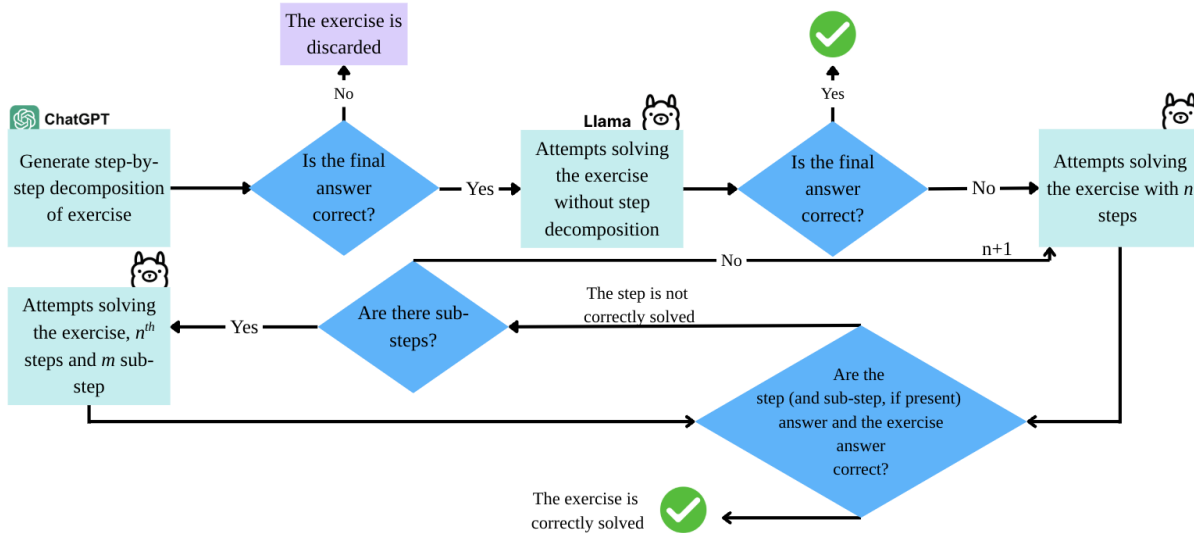 The exercise is
discarded
No
ChatGPT
Generate step-by-
step decomposition
of exercise
Is the final
answer
correct?
Yes
Llama
Attempts solving
the exercise
without step
decomposition
Yes
Is the final
answer
correct?
No
Attempts solving
the exercise with n
steps
n+1
No
Attempts solving
the exercise, nth
steps and m sub-
step
Yes
Are there sub-
steps?
The step is not
correctly solved
Are the
step (and sub-step, if present)
answer and the exercise
answer
correct?
The exercise is
correctly solved